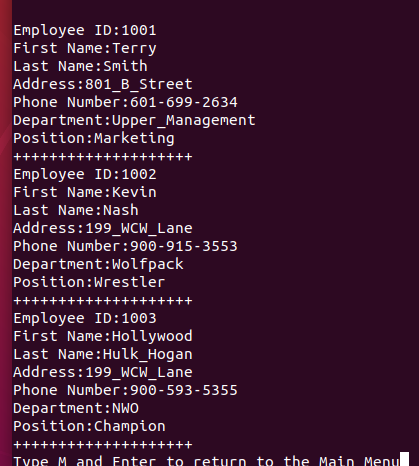 Employee ID:1001
First Name:Terry
Last Name:Smith
Address:801_B_Street
Phone Number:601-699-2634
Department:Upper_Management
Position:Marketing
++++++++++++++++++++
Employee ID:1002
First Name:Kevin
Last Name:Nash
Address:199_WCW_Lane
Phone Number:900-915-3553
Department:Wolfpack
Position:Wrestler
++++++++++++++++++++
Employee ID:1003
First Name:Hollywood
Last Name:Hulk_Hogan
Address:199_WCW_Lane
Phone Number:900-593-5355
Department:NWO
Position:Champion
++++++++++++++++++++
Type M and Enter to return to the Main Menu